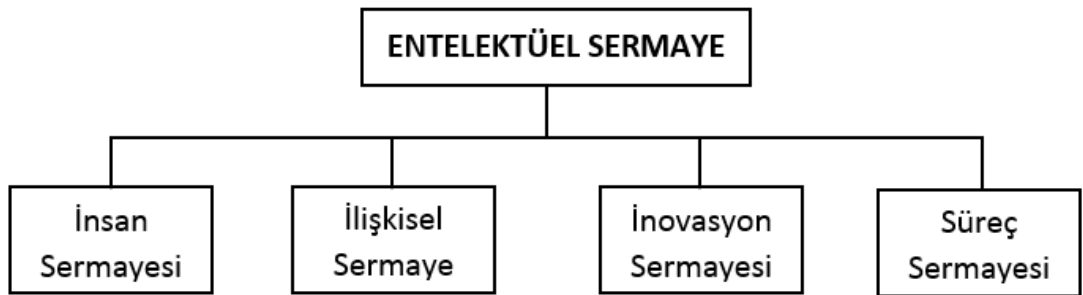 ENTELEKTÜEL SERMAYE
İnsan
Sermayesi
İlişkisel
Sermaye
İnovasyon
Sermayesi
Süreç
Sermayesi